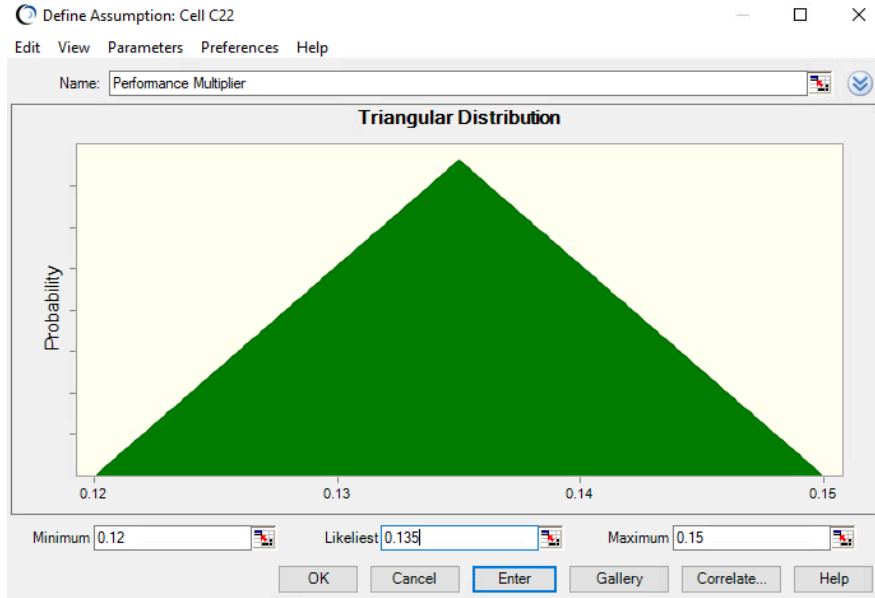 Define Assumption: Cell C22
Edit View Parameters Preferences Help
Name: Performance Multiplier
Triangular Distribution
Probability
0.12 0.13 0.14 0.15
Minimum 0.12 Likeliest 0.135 Maximum 0.15
OK Cancel Enter Gallery Correlate... Help